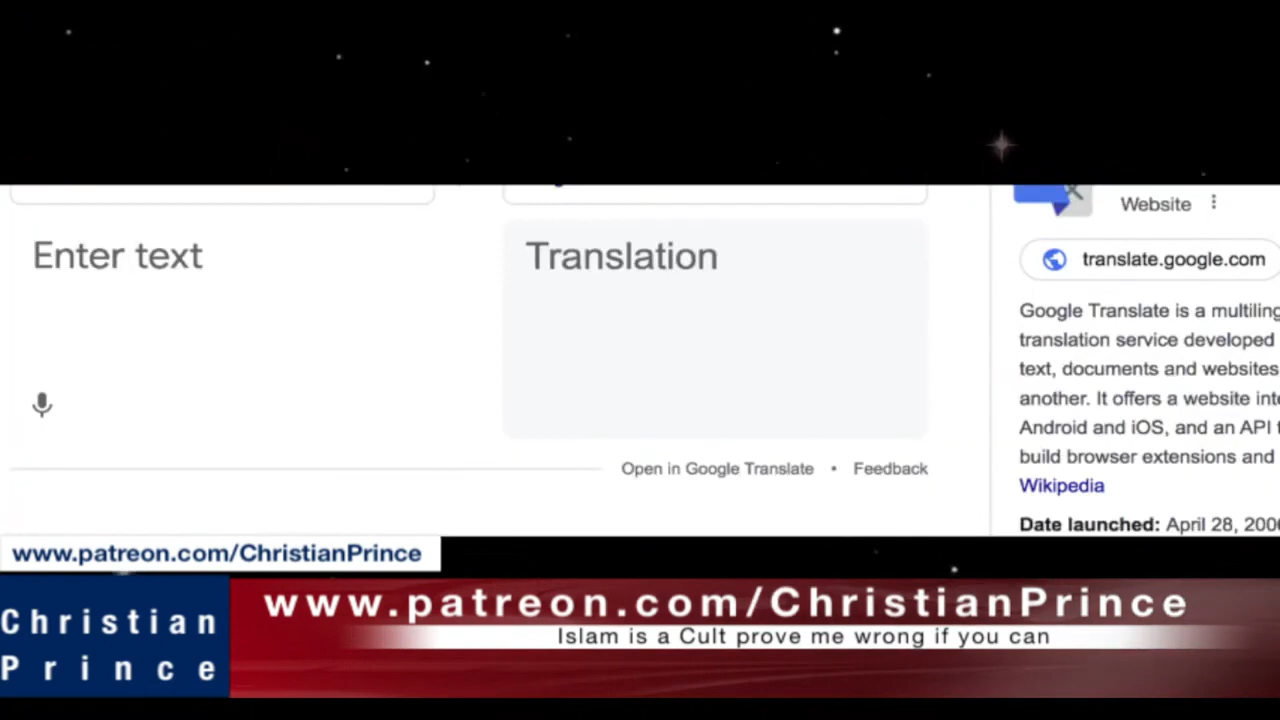 Website
Enter text
Translation
translate.google.com
Google Translate is a multiling
translation service developed
text, documents and websites
another. It offers a website inte
Android and iOS, and an API t
build browser extensions and
Wikipedia
Open in Google Translate • Feedback
Date launched: April 28, 2006
www.patreon.com/ChristianPrince
Christian
Prince
www.patreon.com/ChristianPrince
Islam is a Cult prove me wrong if you can